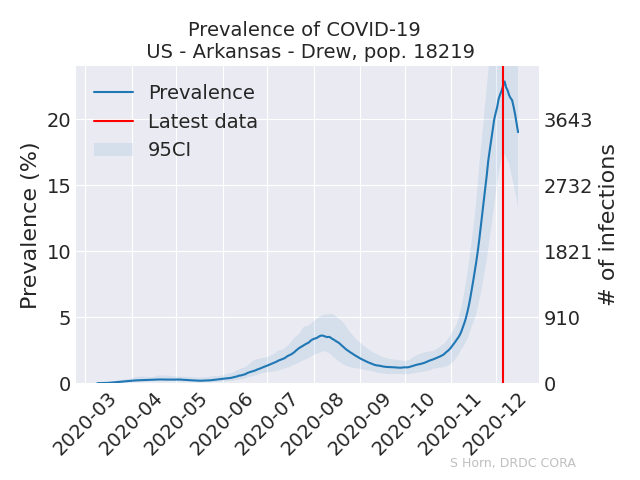 Prevalence of COVID-19
US - Arkansas - Drew, pop. 18219
Prevalence
Latest data
95CI
Prevalence (%)
20
15
10
5
0
3643
2732
1821
910
0
# of infections
2020-03
2020-04
2020-05
2020-06
2020-07
2020-08
2020-09
2020-10
2020-11
2020-12
S Horn, DRDC CORA